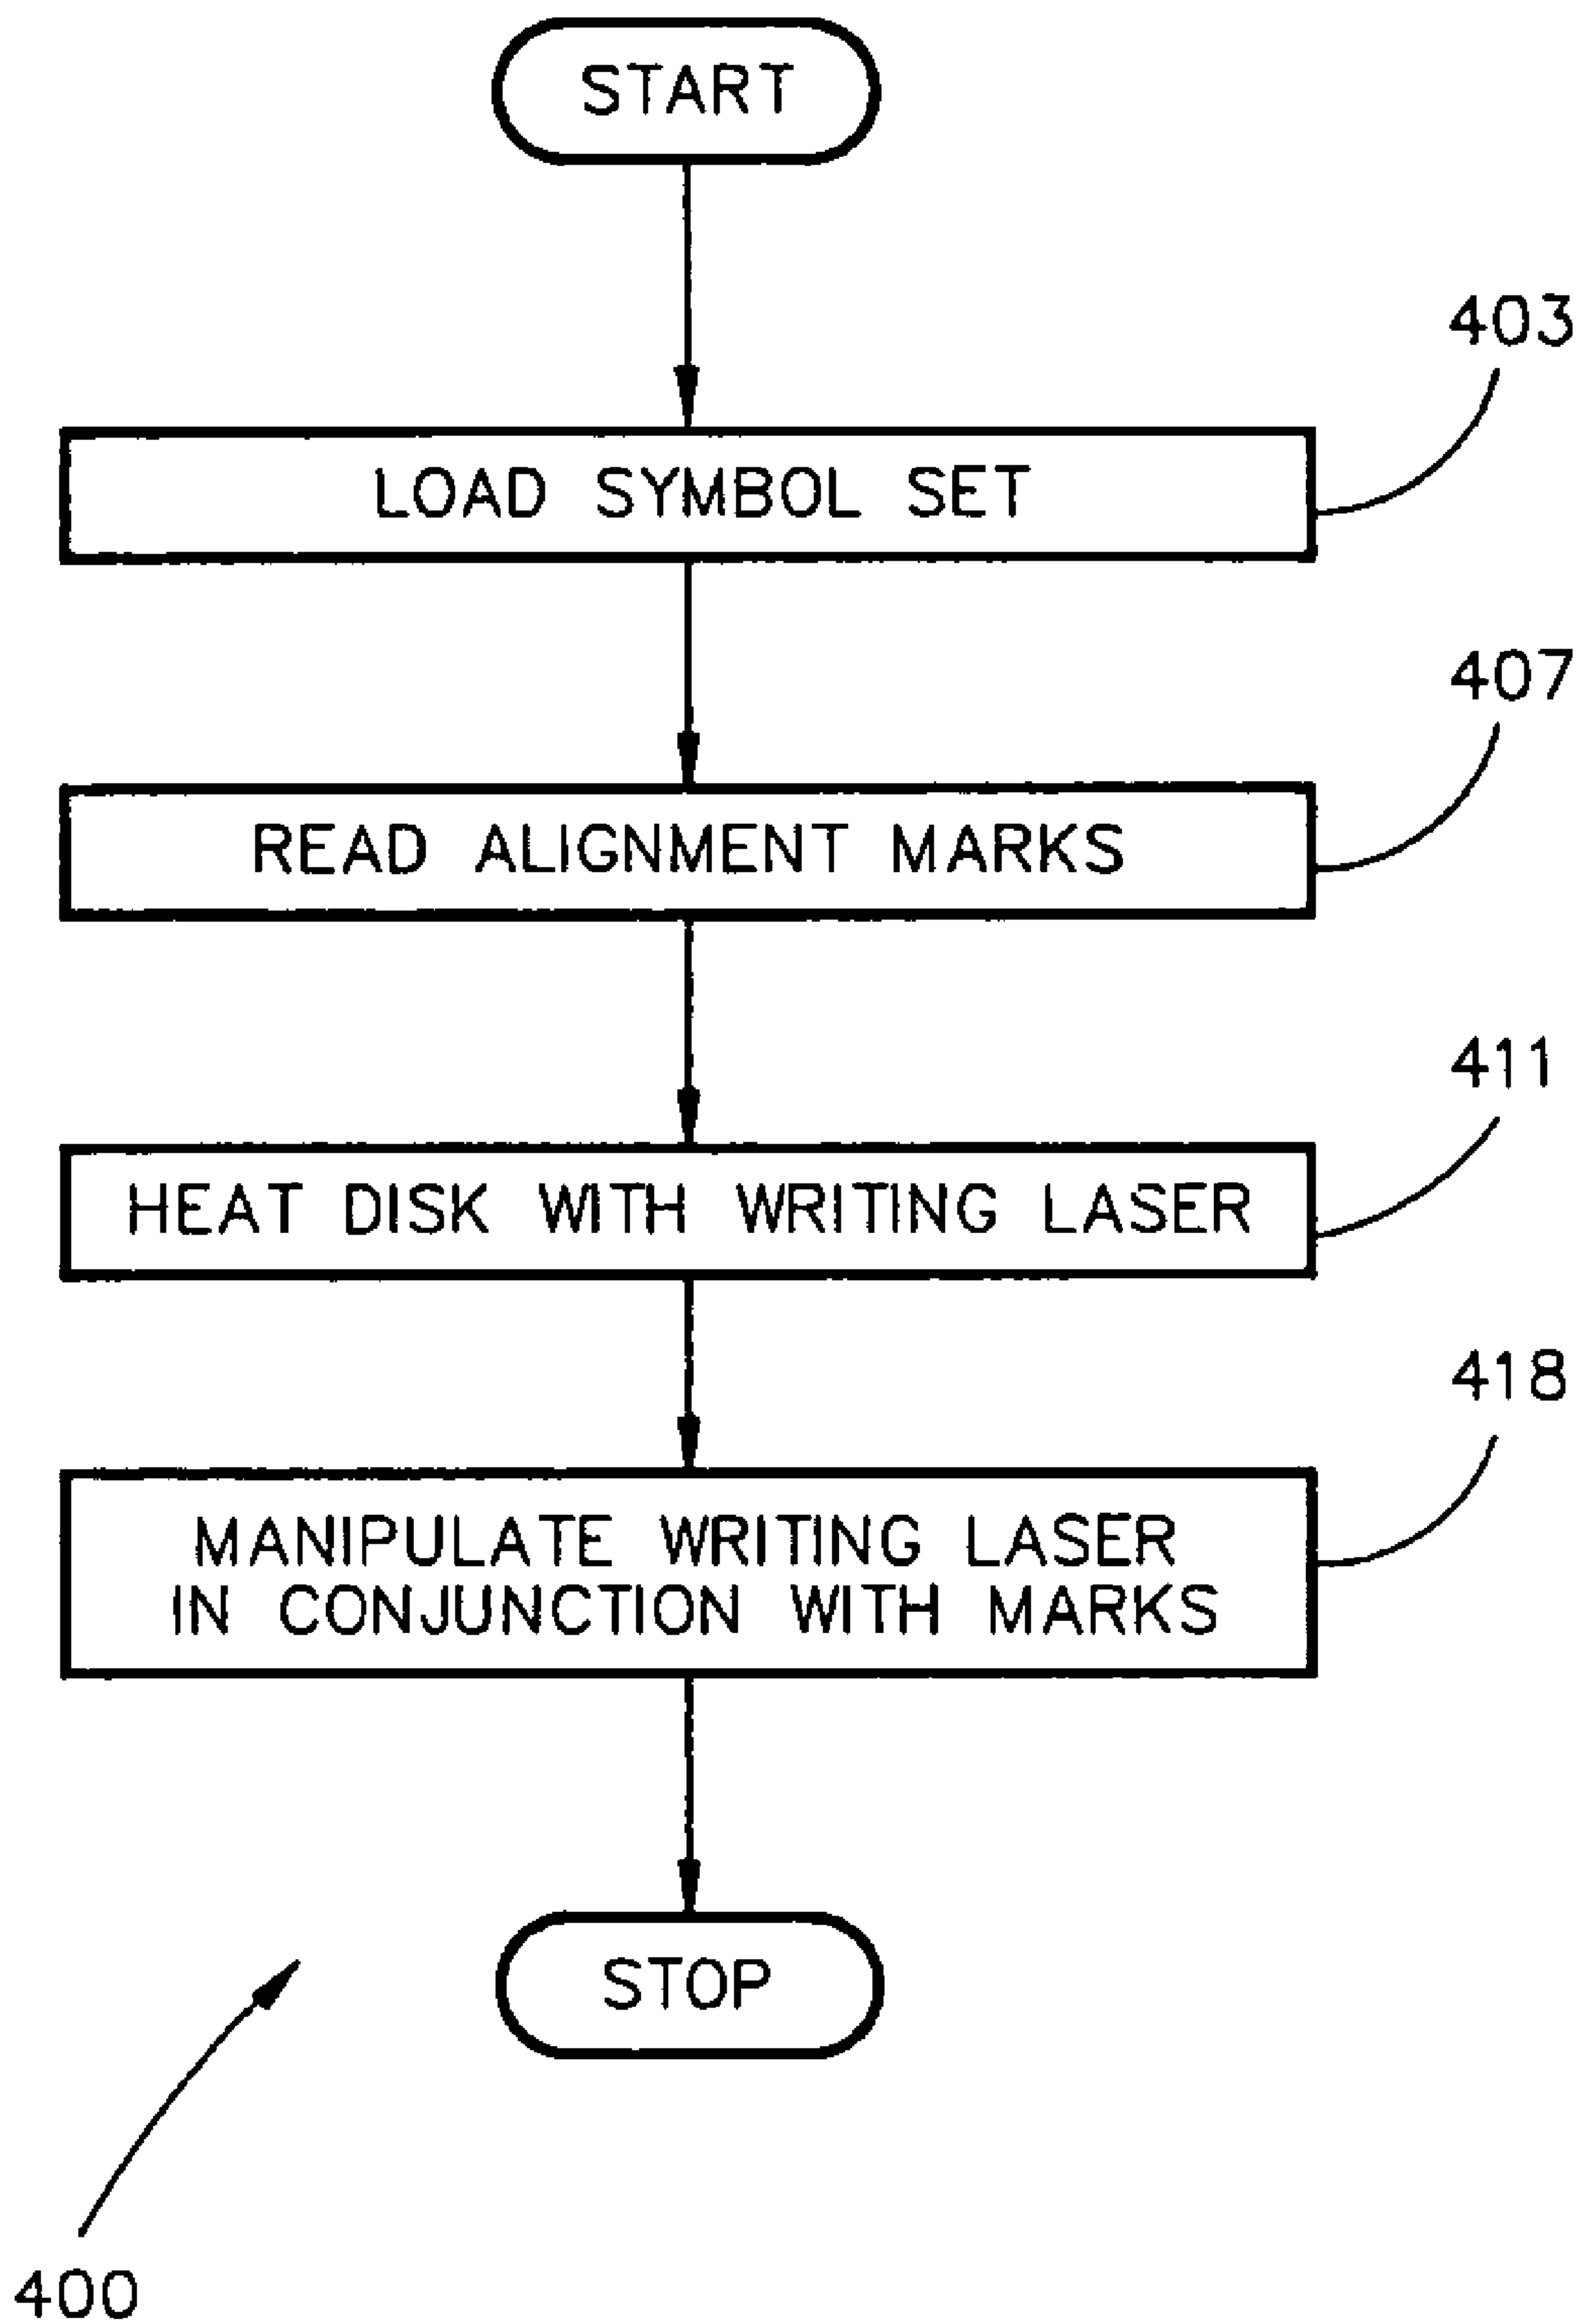 START
403
LOAD SYMBOL SET
407
READ ALIGNMENT MARKS
411
HEAT DISK WITH WRITING LASER
418
MANIPULATE WRITING LASER
IN CONJUNCTION WITH MARKS
STOP
400